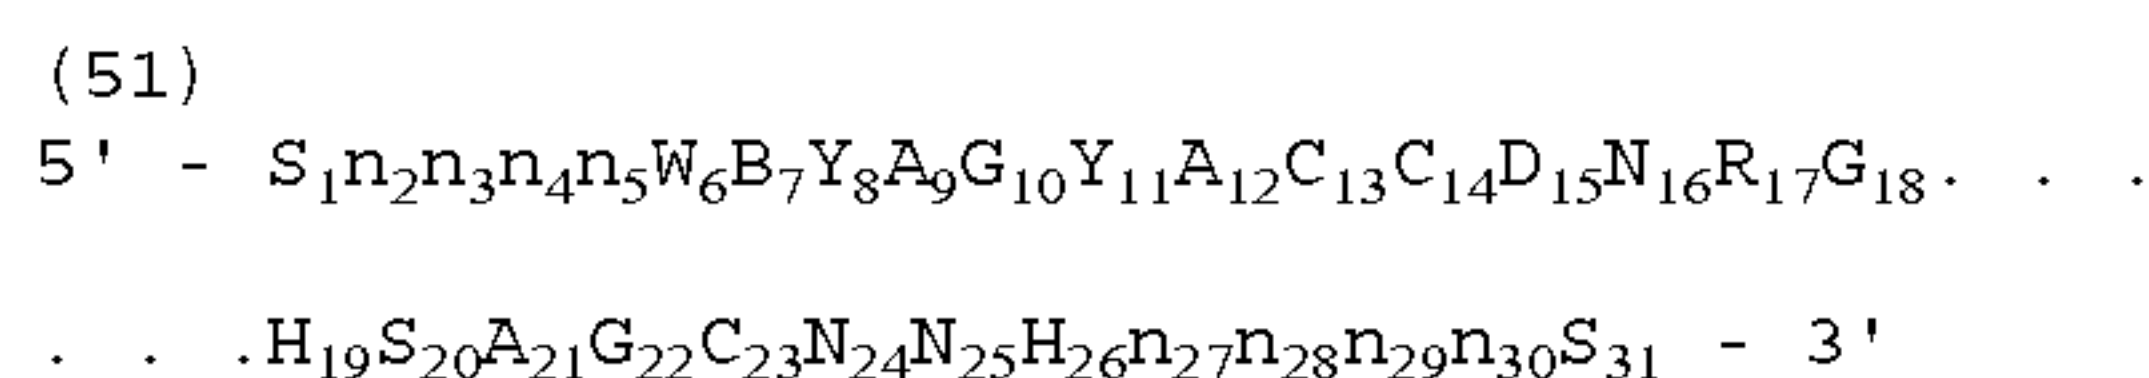 (51)
5' - S₁n₂n₃n₄n₅W₆B₇Y₈A₉G₁₀Y₁₁A₁₂C₁₃C₁₄D₁₅N₁₆R₁₇G₁₈. . .
. . .H₁₉S₂₀A₂₁G₂₂C₂₃N₂₄N₂₅H₂₆n₂₇n₂₈n₂₉n₃₀S₃₁ - 3'